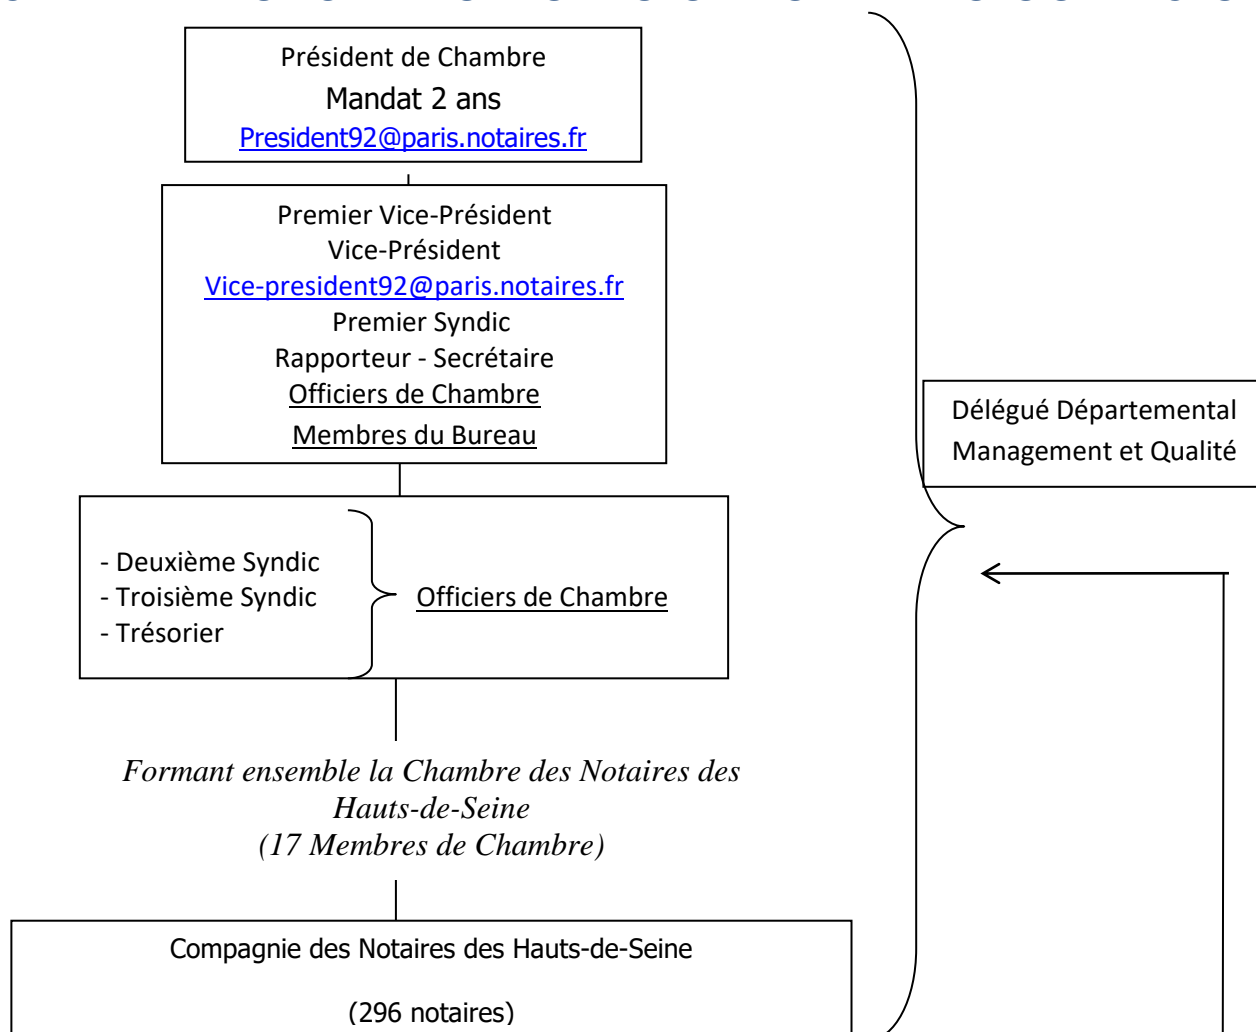 Président de Chambre
Mandat 2 ans
President92@paris.notaires.fr
Premier Vice-Président
Vice-Président
Vice-president92@paris.notaires.fr
Premier Syndic
Rapporteur - Secrétaire
Officiers de Chambre
Membres du Bureau
Délégué Départemental
Management et Qualité
- Deuxième Syndic
- Troisième Syndic
- Trésorier
Officiers de Chambre
Formant ensemble la Chambre des Notaires des
Hauts-de-Seine
(17 Membres de Chambre)
Compagnie des Notaires des Hauts-de-Seine
(296 notaires)